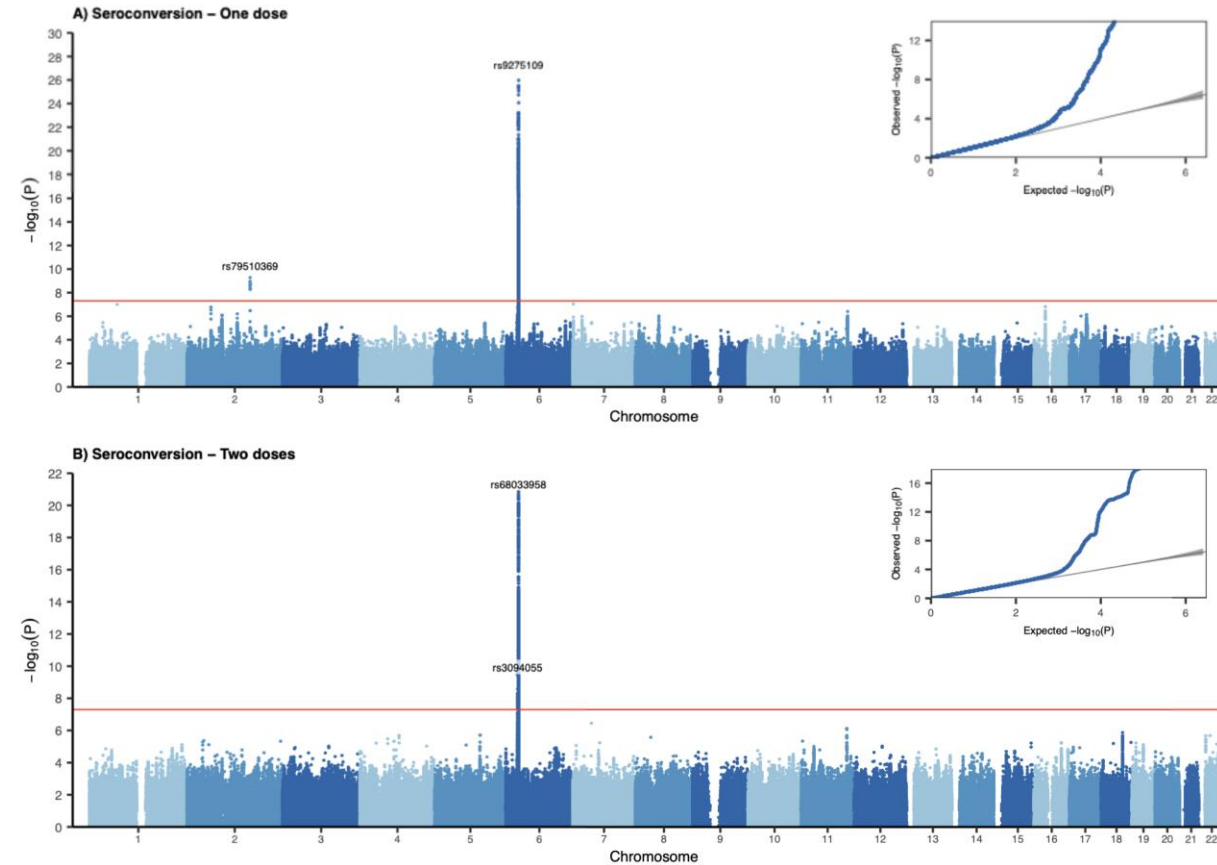 A) Seroconversion – One dose
30
28
26
24
22
20
18
16
14
12
10
8
6
4
2
0
−log10(P)
rs9275109
rs79510369
1 2 3 4 5 6 7 8 9 10 11 12 13 14 15 16 17 18 19 20 21 22
Chromosome
12
8
4
0
Observed −log10(P)
0 2 4 6
Expected −log10(P)
B) Seroconversion – Two doses
22
20
18
16
14
12
10
8
6
4
2
0
−log10(P)
rs68033958
rs3094055
1 2 3 4 5 6 7 8 9 10 11 12 13 14 15 16 17 18 19 20 21 22
Chromosome
16
12
8
4
0
Observed −log10(P)
0 2 4 6
Expected −log10(P)